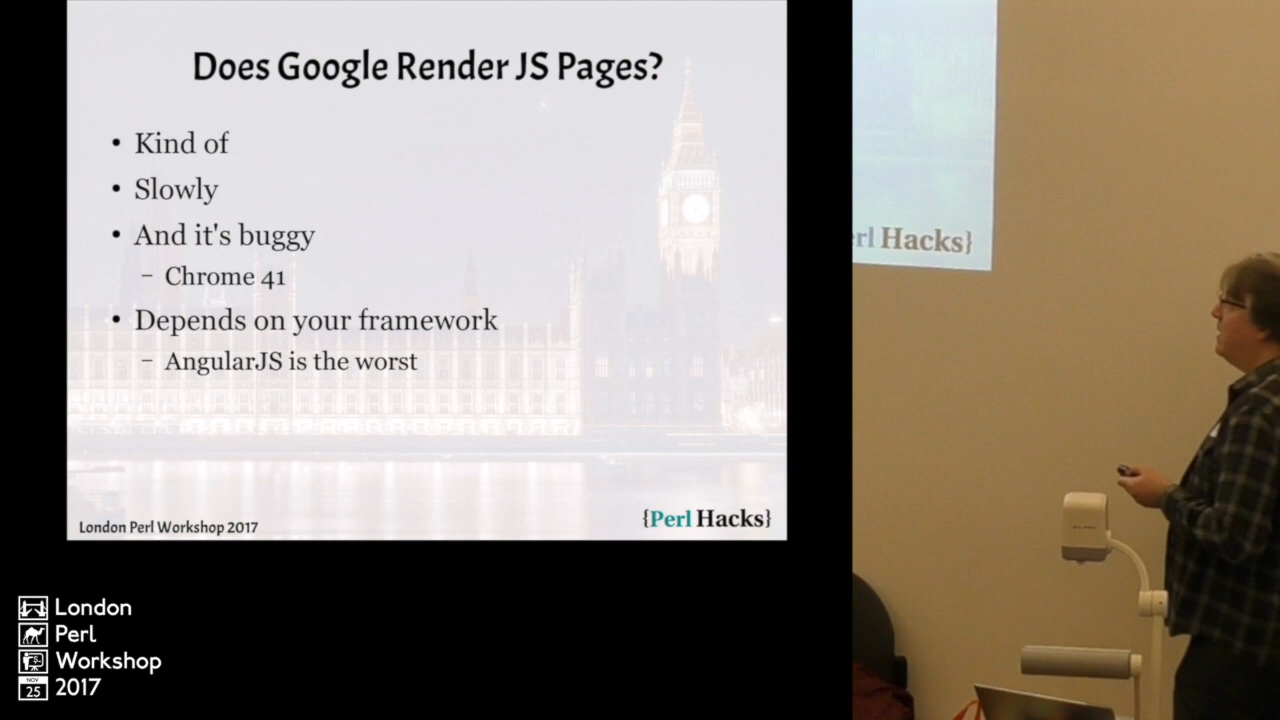 Does Google Render JS Pages?
• Kind of
• Slowly
• And it's buggy
– Chrome 41
• Depends on your framework
– AngularJS is the worst
London Perl Workshop 2017
{Perl Hacks}
erl Hacks}
London
Perl
Workshop
NOV
25
2017